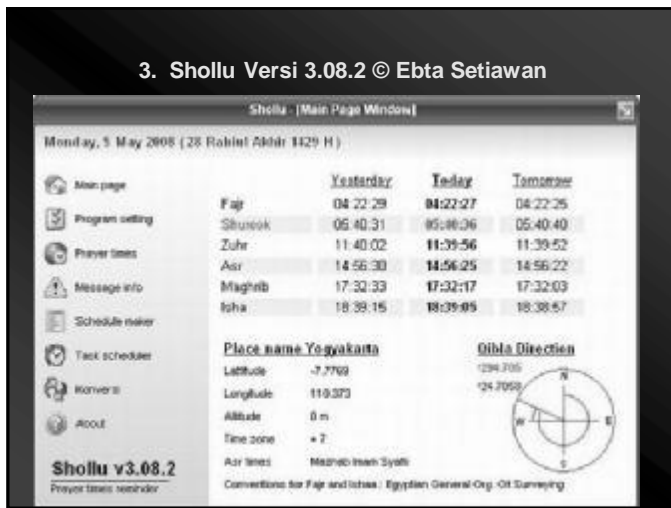 3. Shollu Versi 3.08.2 © Ebta Setiawan
Shollu - [Main Page Window]
Monday, 5 May 2008 (28 Rabiul Akhir 1429 H)
Main page
Program setting
Prayer times
Message info
Schedule maker
Task scheduler
Konversi
About
Shollu v3.08.2
Prayer times reminder
Yesterday Today Tomorrow
Fajr 04:22:29 04:22:27 04:22:25
Shurook 05:40:31 05:40:36 05:40:40
Zuhr 11:40:02 11:39:56 11:39:52
Asr 14:56:30 14:56:25 14:56:22
Maghrib 17:32:33 17:32:17 17:32:03
Isha 18:39:15 18:39:05 18:38:57
Place name Yogyakarta
Latitude -7.7769
Longitude 110.373
Altitude 0 m
Time zone
Asr times Mazhab Imam Syafii
Conventions for Fajr and Ishaa : Egyptian General Org. Of Surveying
Qibla Direction
N
W
E
S